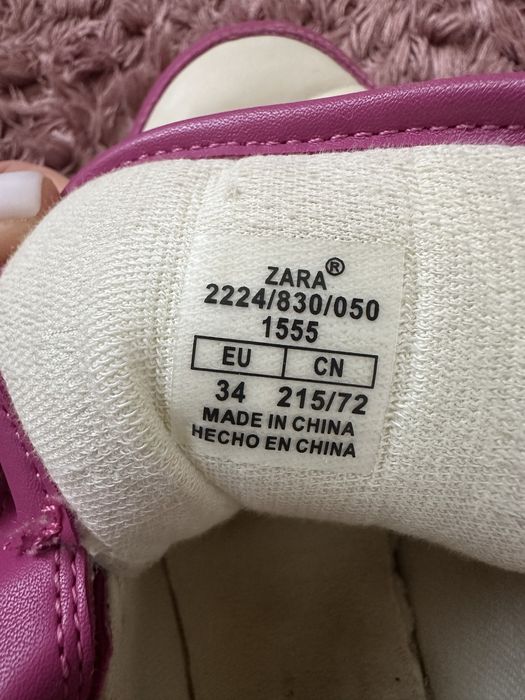 ZARA®
2224/830/050
1555
EU CN
34 215/72
MADE IN CHINA
HECHO EN CHINA